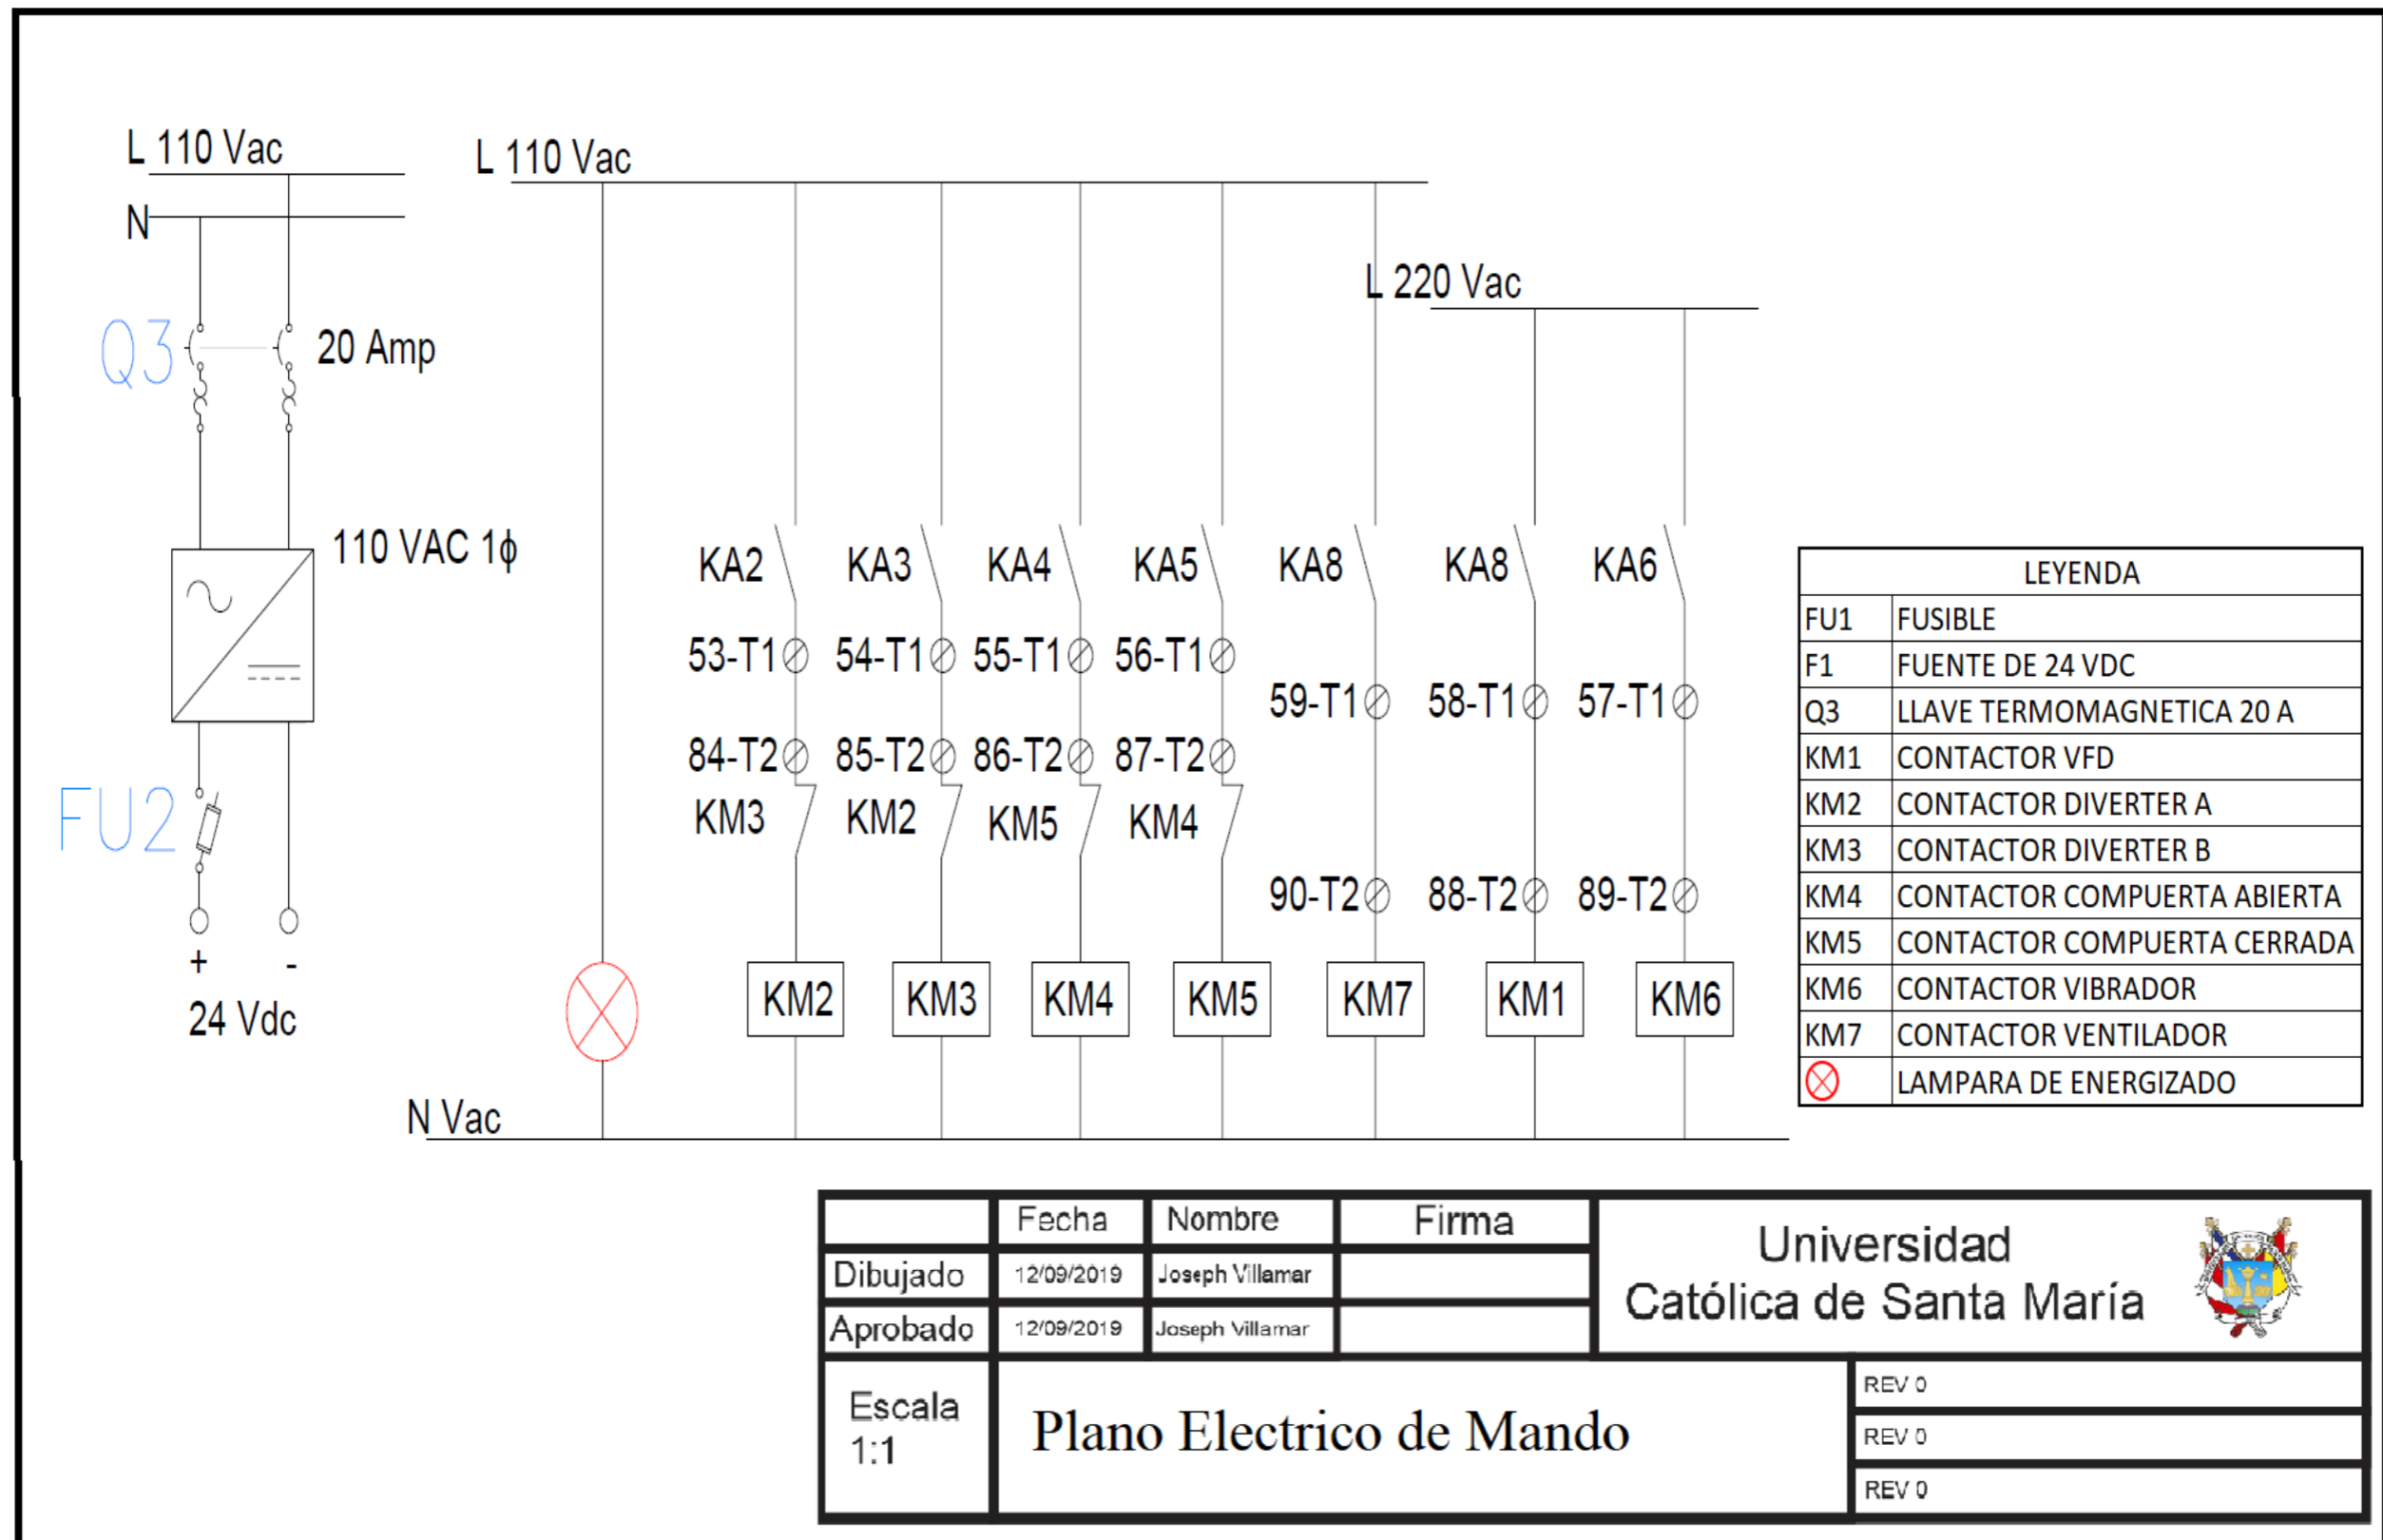 L 110 Vac
N
Q3
20 Amp
110 VAC 1ϕ
FU2
+ -
24 Vdc
L 110 Vac
L 220 Vac
KA2 KA3 KA4 KA5 KA8 KA8 KA6
53-T1 54-T1 55-T1 56-T1
59-T1 58-T1 57-T1
84-T2 85-T2 86-T2 87-T2
KM3 KM2 KM5 KM4
90-T2 88-T2 89-T2
KM2 KM3 KM4 KM5 KM7 KM1 KM6
N Vac
LEYENDA
FU1 FUSIBLE
F1 FUENTE DE 24 VDC
Q3 LLAVE TERMOMAGNETICA 20 A
KM1 CONTACTOR VFD
KM2 CONTACTOR DIVERTER A
KM3 CONTACTOR DIVERTER B
KM4 CONTACTOR COMPUERTA ABIERTA
KM5 CONTACTOR COMPUERTA CERRADA
KM6 CONTACTOR VIBRADOR
KM7 CONTACTOR VENTILADOR
LAMPARA DE ENERGIZADO
Fecha Nombre Firma
Dibujado 12/09/2019 Joseph Villamar
Aprobado 12/09/2019 Joseph Villamar
Universidad
Católica de Santa María
Escala
1:1
Plano Electrico de Mando
REV 0
REV 0
REV 0